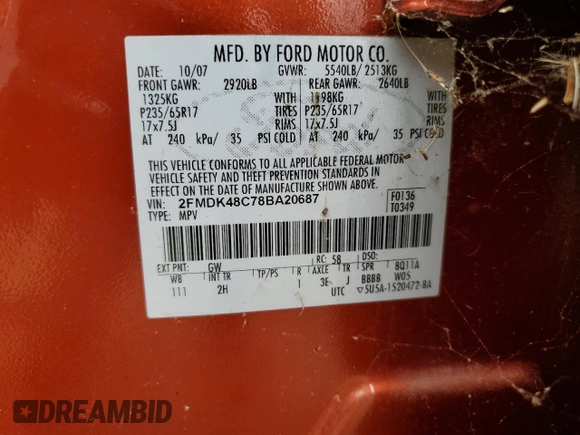 MFD. BY FORD MOTOR CO.
DATE: 10/07 GVWR: 5540LB/ 2513KG
FRONT GAWR: 2920LB REAR GAWR: 2640LB
1325KG WITH 1198KG WITH
P235/65R17 TIRES P235/65R17 TIRES
17x7.5J RIMS 17x7.5J RIMS
AT 240 kPa/ 35 PSI COLD AT 240 kPa/ 35 PSI COLD
THIS VEHICLE CONFORMS TO ALL APPLICABLE FEDERAL MOTOR
VEHICLE SAFETY AND THEFT PREVENTION STANDARDS IN
EFFECT ON THE DATE OF MANUFACTURE SHOWN ABOVE.
VIN: 2FMDK48C78BA20687 F0136
TYPE: MPV T0349
EXT PNT: GW RC: 58 DSO:
WB INT TR TP/PS R AXLE TR SPR 8Q11A
111 2H 1 3E J BBBB W05
UTC ▽5U5A-1520472-BA
DREAMBID